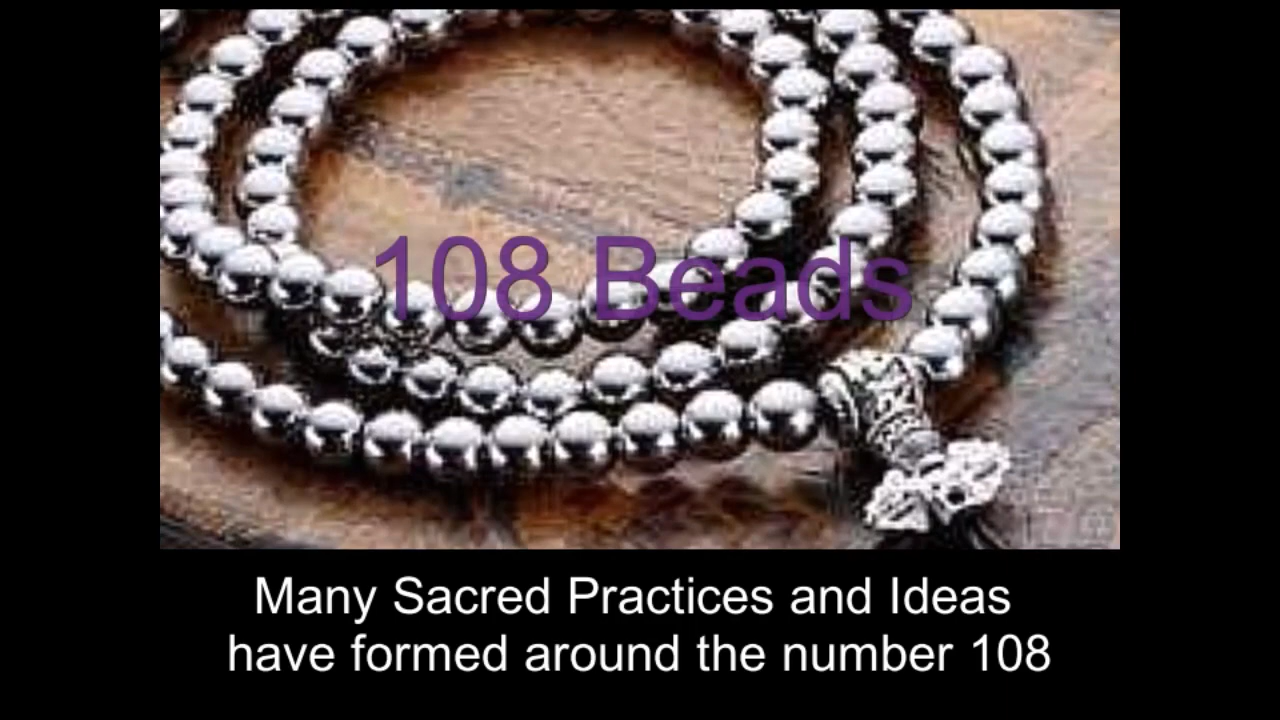 108 Beads
Many Sacred Practices and Ideas
have formed around the number 108